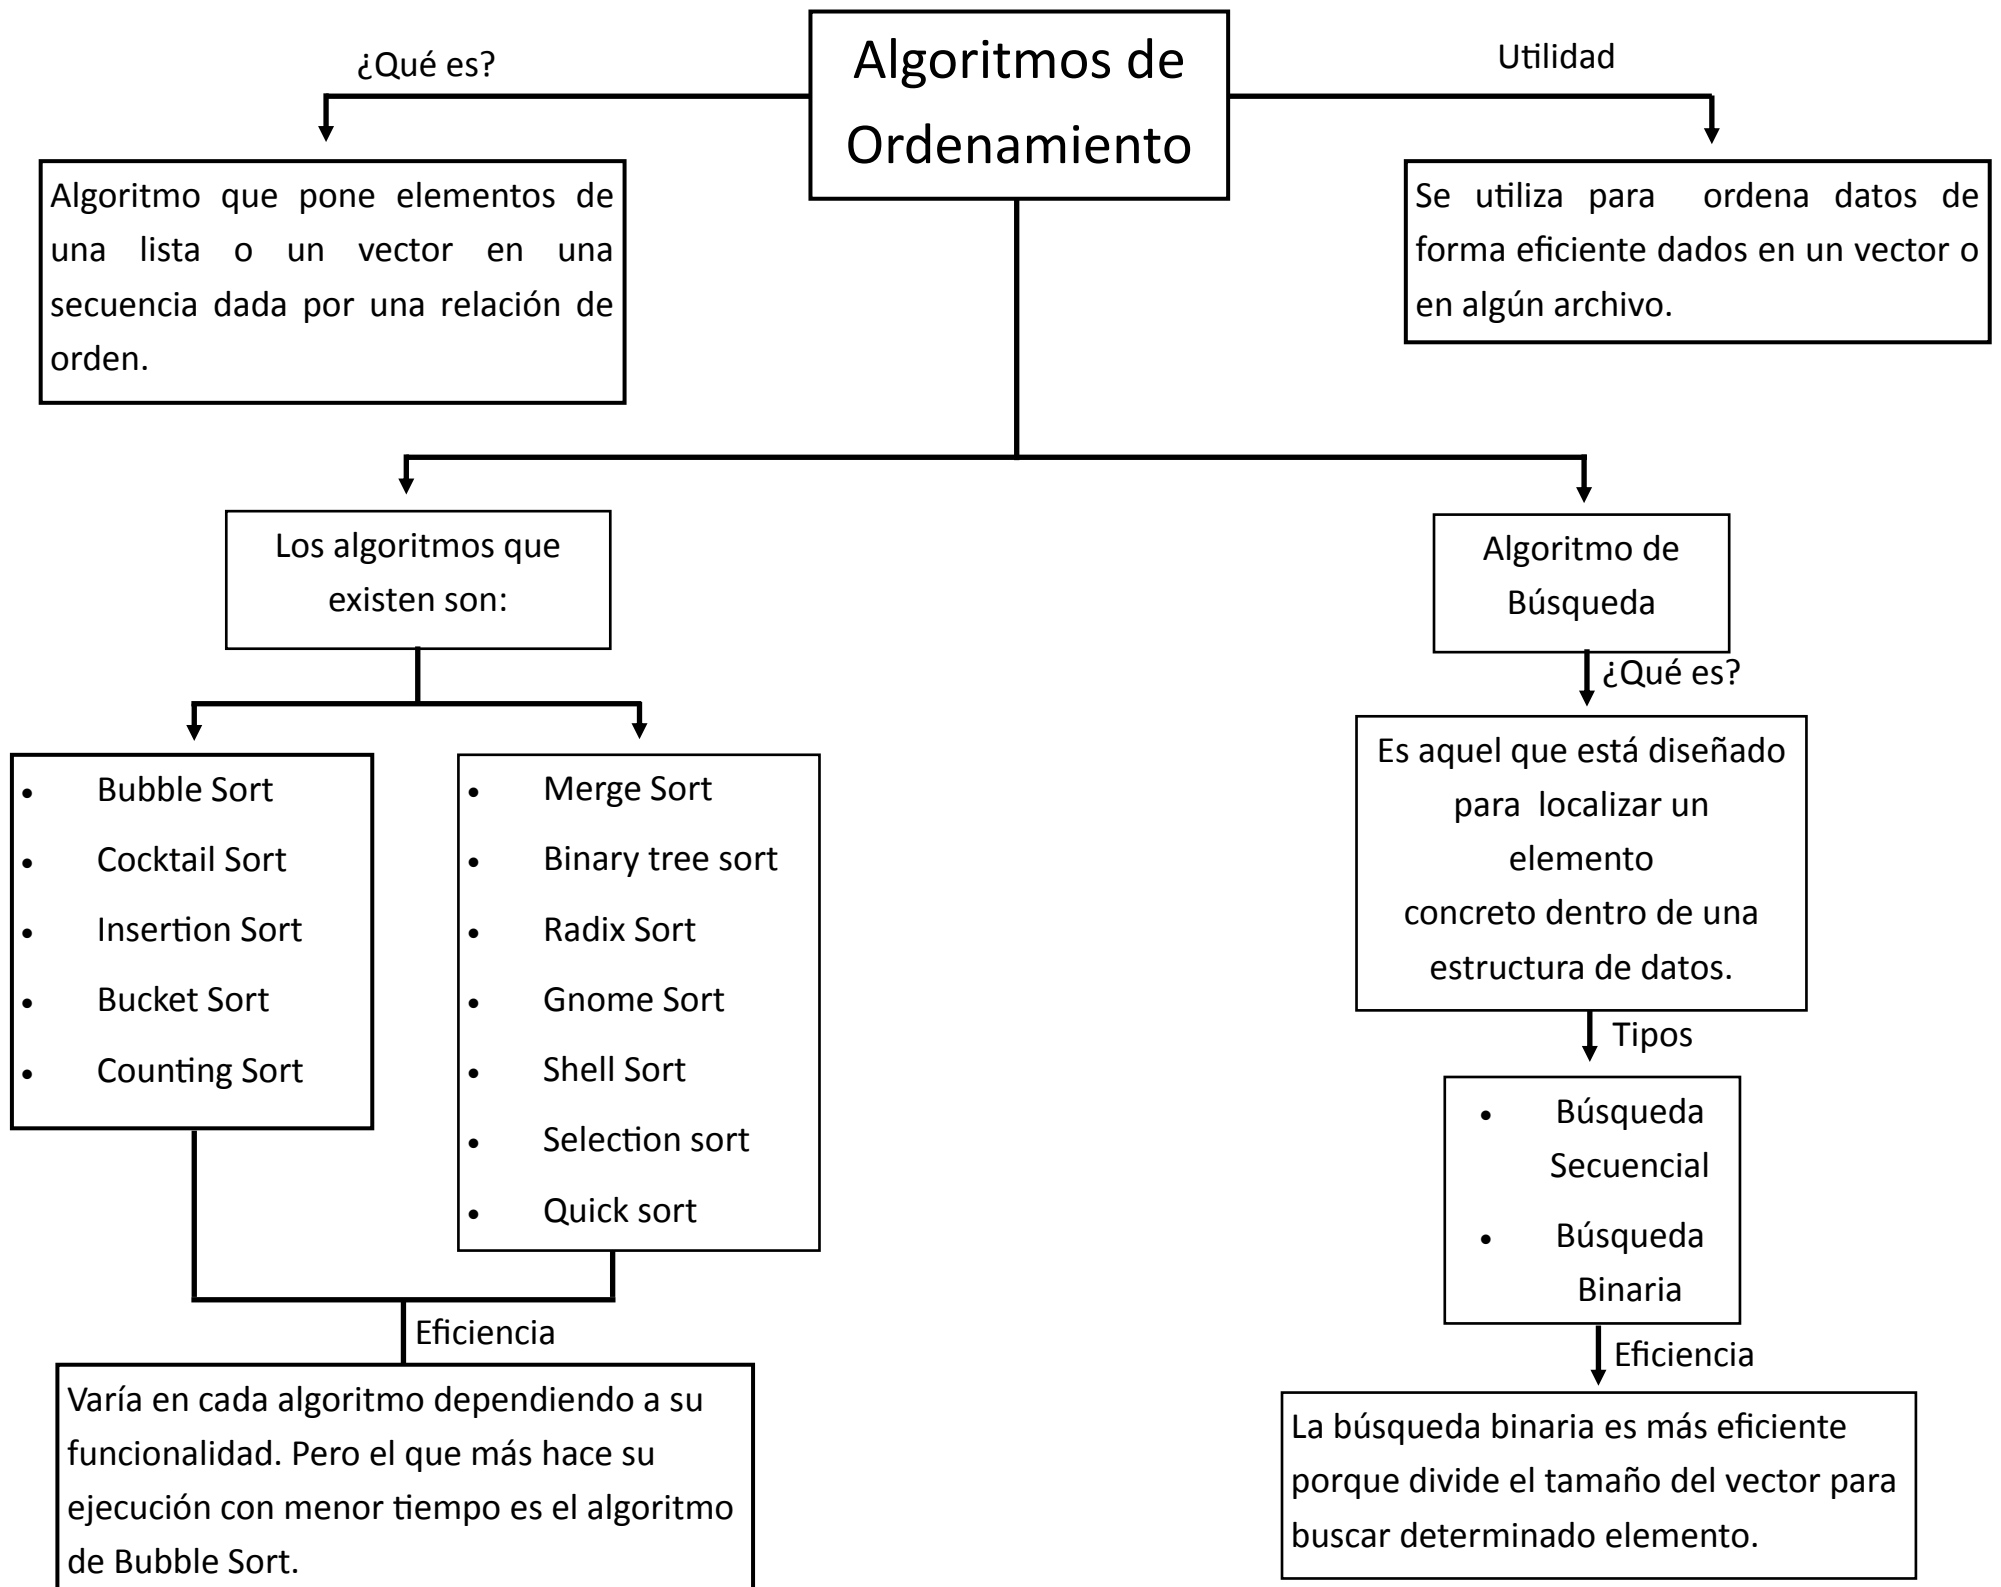 Algoritmos de
Ordenamiento
¿Qué es?
Algoritmo que pone elementos de
una lista o un vector en una
secuencia dada por una relación de
orden.
Utilidad
Se utiliza para ordena datos de
forma eficiente dados en un vector o
en algún archivo.
Los algoritmos que
existen son:
• Bubble Sort
• Cocktail Sort
• Insertion Sort
• Bucket Sort
• Counting Sort
• Merge Sort
• Binary tree sort
• Radix Sort
• Gnome Sort
• Shell Sort
• Selection sort
• Quick sort
Eficiencia
Varía en cada algoritmo dependiendo a su
funcionalidad. Pero el que más hace su
ejecución con menor tiempo es el algoritmo
de Bubble Sort.
Algoritmo de
Búsqueda
¿Qué es?
Es aquel que está diseñado
para localizar un
elemento
concreto dentro de una
estructura de datos.
Tipos
• Búsqueda
Secuencial
• Búsqueda
Binaria
Eficiencia
La búsqueda binaria es más eficiente
porque divide el tamaño del vector para
buscar determinado elemento.